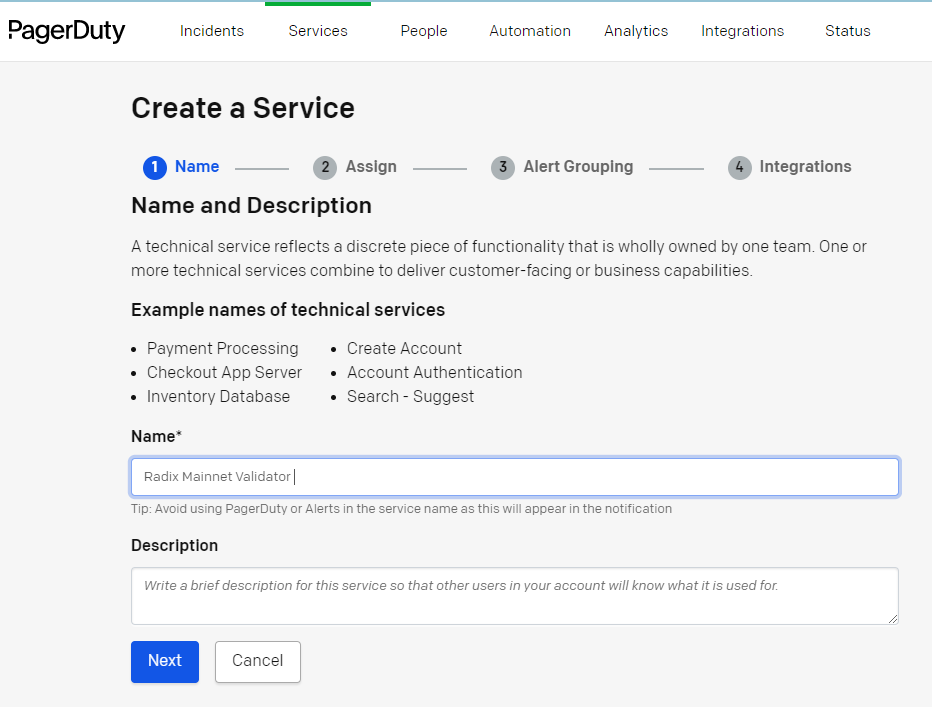 PagerDuty Incidents Services People Automation Analytics Integrations Status
Create a Service
1 Name 2 Assign 3 Alert Grouping 4 Integrations
Name and Description
A technical service reflects a discrete piece of functionality that is wholly owned by one team. One or
more technical services combine to deliver customer-facing or business capabilities.
Example names of technical services
• Payment Processing • Create Account
• Checkout App Server • Account Authentication
• Inventory Database • Search - Suggest
Name*
Radix Mainnet Validator
Tip: Avoid using PagerDuty or Alerts in the service name as this will appear in the notification
Description
Write a brief description for this service so that other users in your account will know what it is used for.
Next Cancel